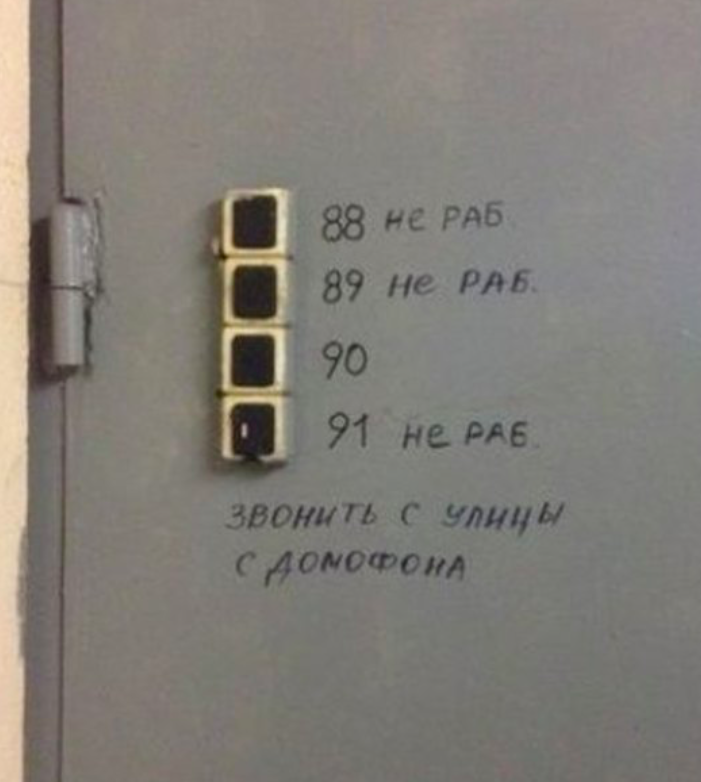 88 не РАБ
89 не РАБ.
90
91 не РАБ.
ЗВОНИТЬ С УЛИЦЫ
С ДОМОФОНА